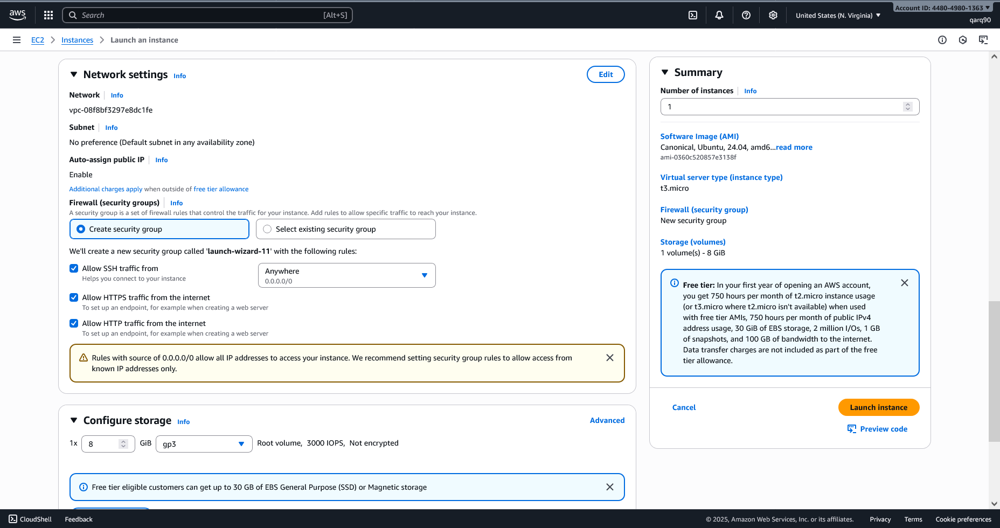 aws
Search [Alt+S]
United States (N. Virginia)
Account ID: 4480-4980-1363
qarq90
EC2 Instances Launch an instance
Network settings Info
Edit
Network Info
vpc-08f8bf3297e8dc1fe
Subnet Info
No preference (Default subnet in any availability zone)
Auto-assign public IP Info
Enable
Additional charges apply when outside of free tier allowance
Firewall (security groups) Info
A security group is a set of firewall rules that control the traffic for your instance. Add rules to allow specific traffic to reach your instance.
Create security group
Select existing security group
We'll create a new security group called 'launch-wizard-11' with the following rules:
Allow SSH traffic from
Helps you connect to your instance
Anywhere
0.0.0.0/0
Allow HTTPS traffic from the internet
To set up an endpoint, for example when creating a web server
Allow HTTP traffic from the internet
To set up an endpoint, for example when creating a web server
Rules with source of 0.0.0.0/0 allow all IP addresses to access your instance. We recommend setting security group rules to allow access from
known IP addresses only.
Configure storage Info
Advanced
1x 8 GiB gp3 Root volume, 3000 IOPS, Not encrypted
Free tier eligible customers can get up to 30 GB of EBS General Purpose (SSD) or Magnetic storage
Summary
Number of instances Info
1
Software Image (AMI)
Canonical, Ubuntu, 24.04, amd6...read more
ami-0360c520857e3138f
Virtual server type (instance type)
t3.micro
Firewall (security group)
New security group
Storage (volumes)
1 volume(s) - 8 GiB
Free tier: In your first year of opening an AWS account,
you get 750 hours per month of t2.micro instance usage
(or t3.micro where t2.micro isn't available) when used
with free tier AMIs, 750 hours per month of public IPv4
address usage, 30 GiB of EBS storage, 2 million I/Os, 1 GB
of snapshots, and 100 GB of bandwidth to the internet.
Data transfer charges are not included as part of the free
tier allowance.
Cancel
Launch instance
Preview code
CloudShell Feedback
© 2025, Amazon Web Services, Inc. or its affiliates. Privacy Terms Cookie preferences